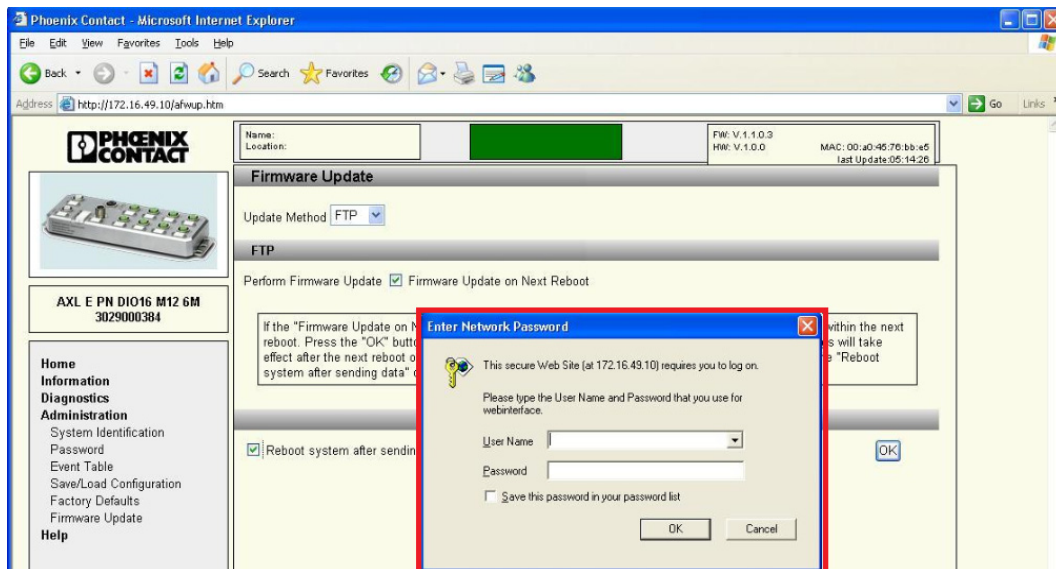 Phoenix Contact - Microsoft Internet Explorer
File Edit View Favorites Tools Help
Back Search Favorites
Address http://172.16.49.10/afwup.htm Go Links
PHOENIX
CONTACT
Name:
Location:
FW: V.1.1.0.3
HW: V.1.0.0 MAC: 00:a0:45:76:bb:e5
last Update:05:14:26
Firmware Update
Update Method FTP
FTP
Perform Firmware Update Firmware Update on Next Reboot
AXL E PN DIO16 M12 6M
3029000384
If the "Firmware Update on N within the next
reboot. Press the "OK" butto s will take
effect after the next reboot o e "Reboot
system after sending data"
Home
Information
Diagnostics
Administration
System Identification
Password
Event Table
Save/Load Configuration
Factory Defaults
Firmware Update
Help
Reboot system after sendin OK
Enter Network Password
This secure Web Site (at 172.16.49.10) requires you to log on.
Please type the User Name and Password that you use for
webinterface.
User Name
Password
Save this password in your password list
OK Cancel